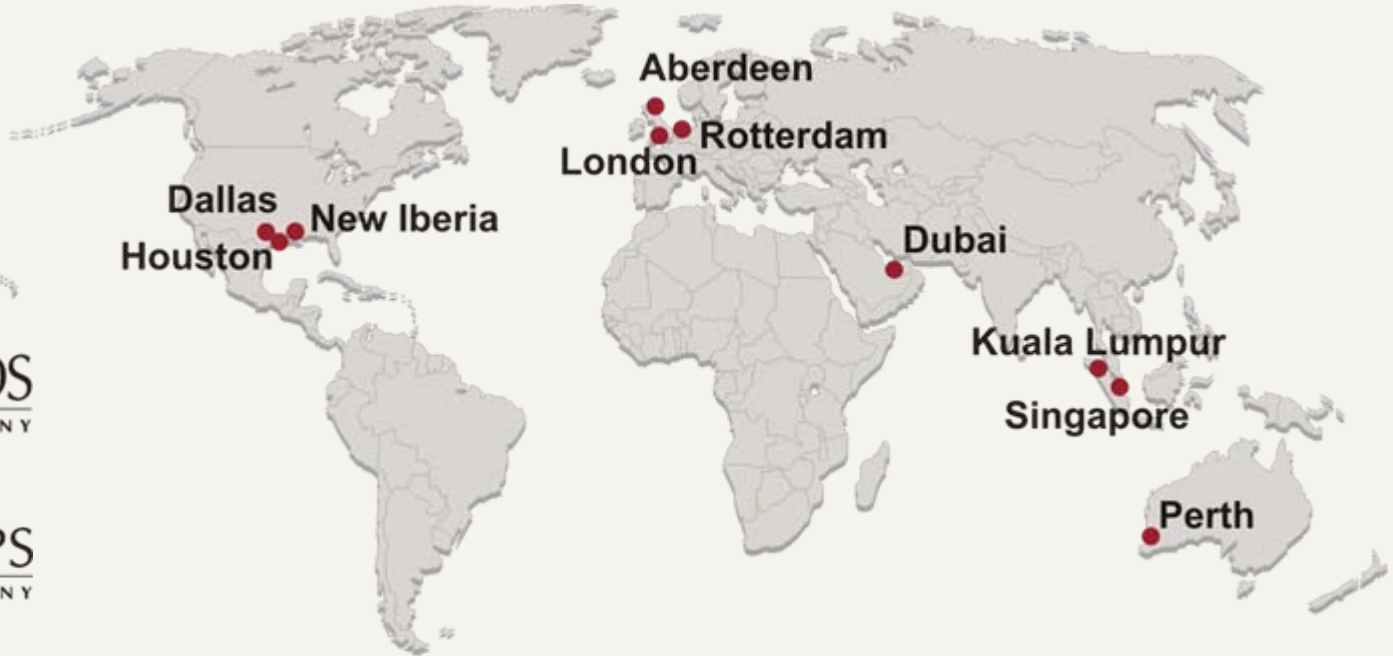 Aberdeen
Rotterdam
London
Dallas
New Iberia
Houston
Dubai
Kuala Lumpur
Singapore
Perth